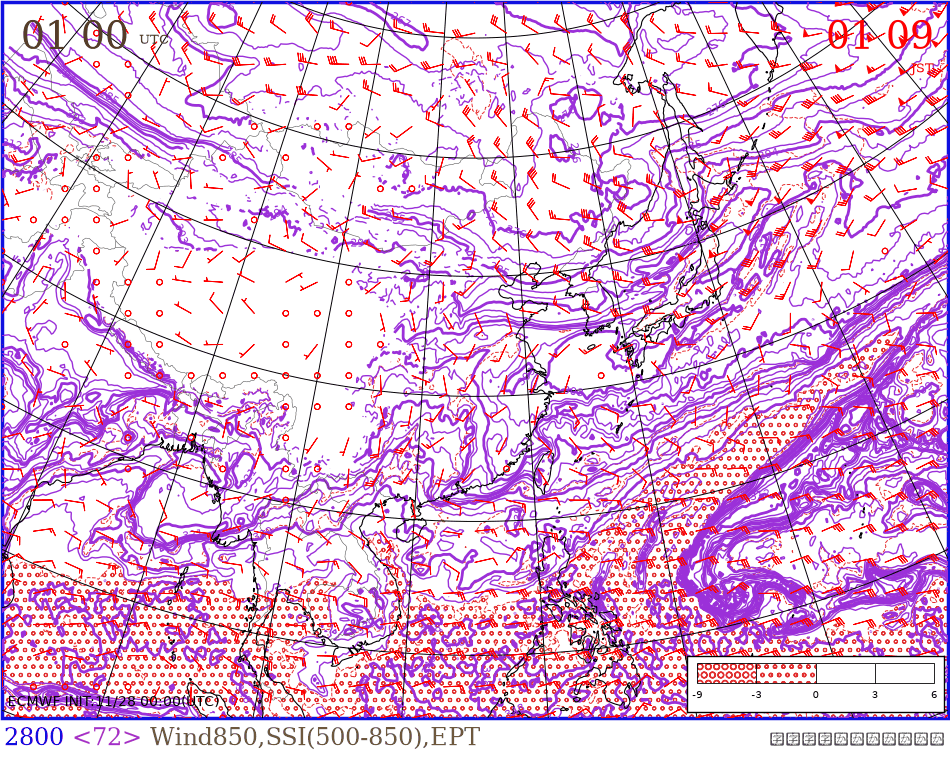 01 00 UTC
01 09 JST
ECMWF INIT:11/28 00:00(UTC)
-9 -3 0 3 6
2800 <72> Wind850,SSI(500-850),EPT